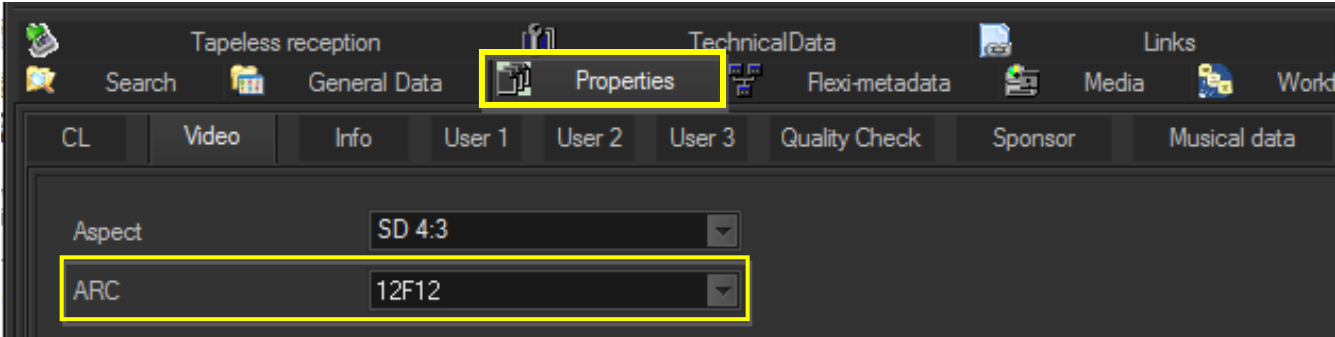 Tapeless reception TechnicalData Links
Search General Data Properties Flexi-metadata Media
CL Video Info User 1 User 2 User 3 Quality Check Sponsor Musical data
Aspect SD 4:3
ARC 12F12